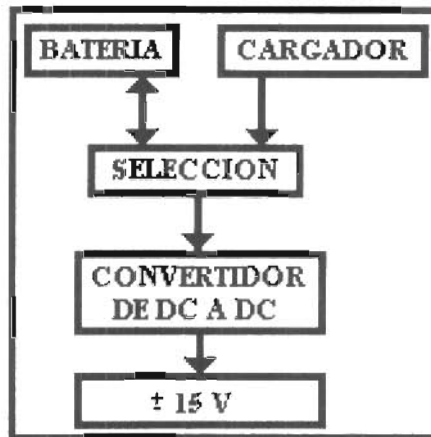 BATERIA
CARGADOR
SELECCION
CONVERTIDOR
DE DC A DC
± 15 V